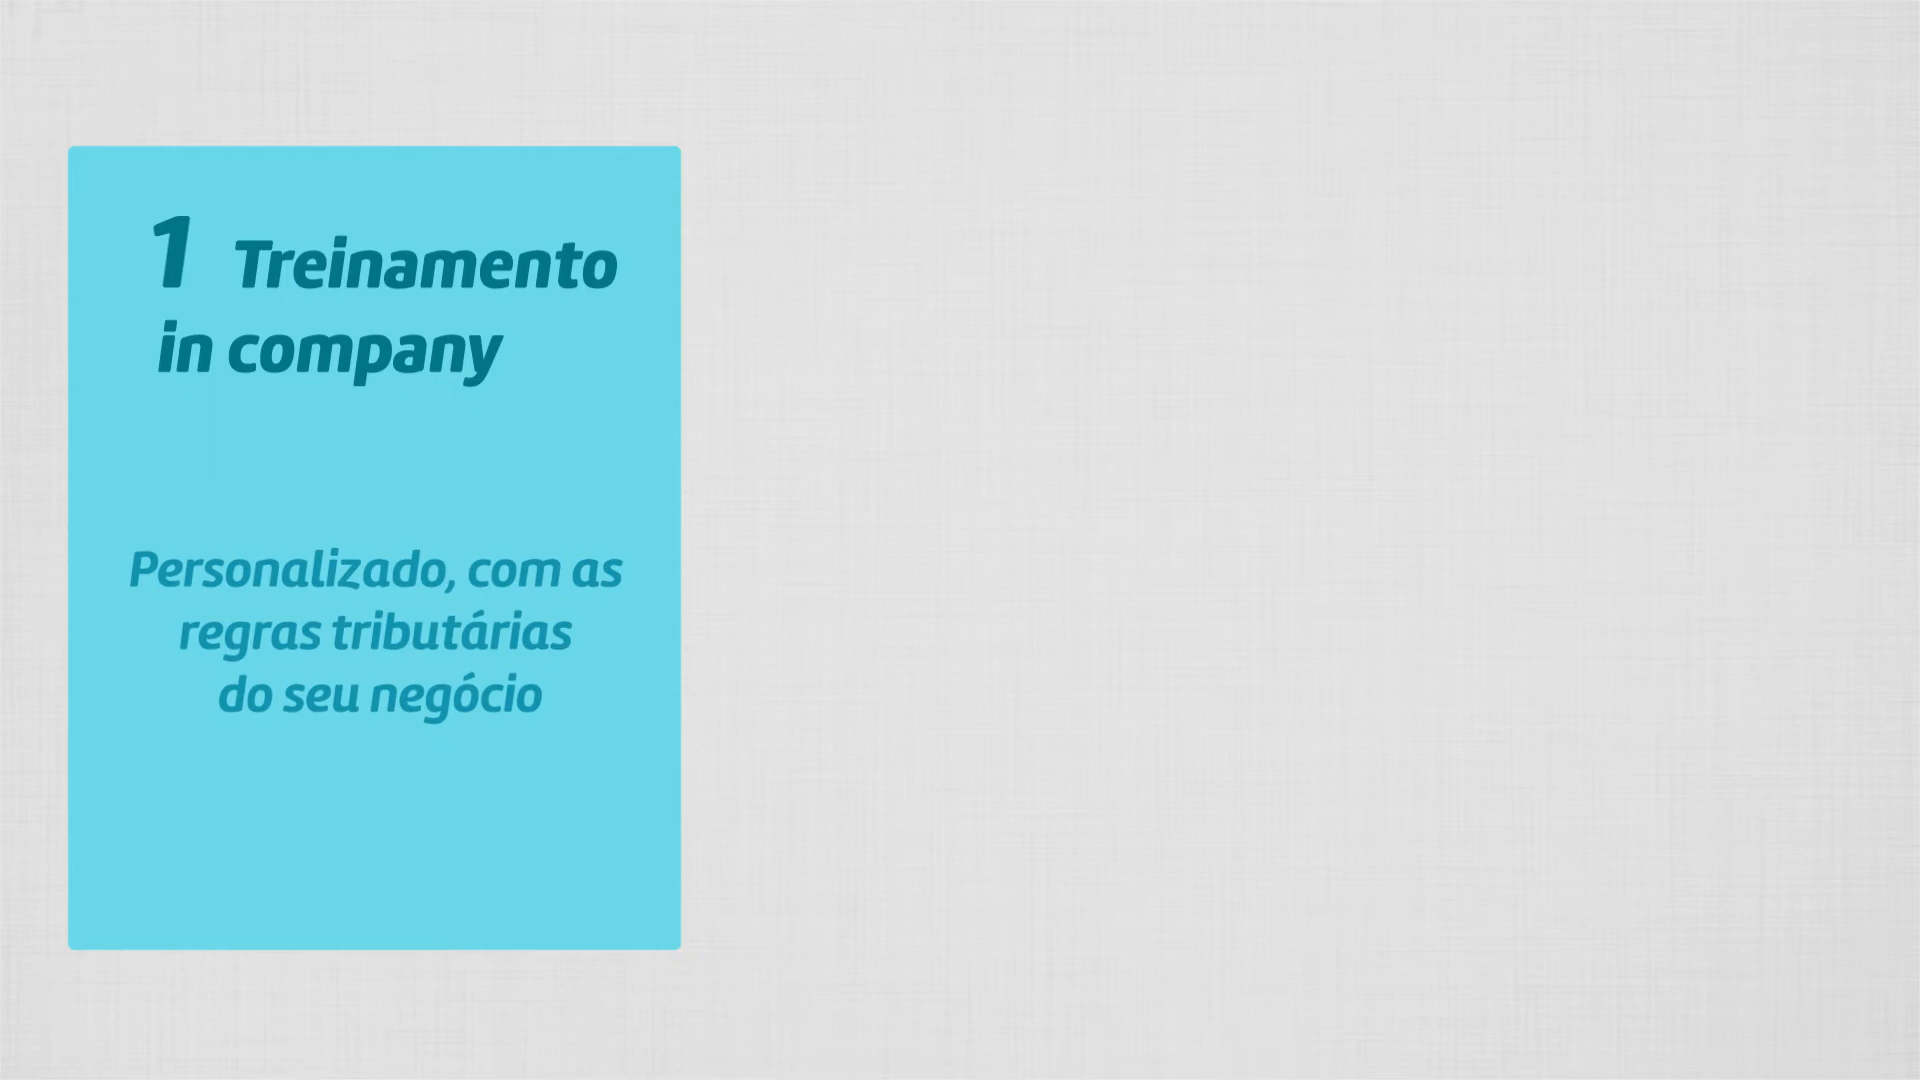 1 Treinamento
in company
Personalizado, com as
regras tributárias
do seu negócio